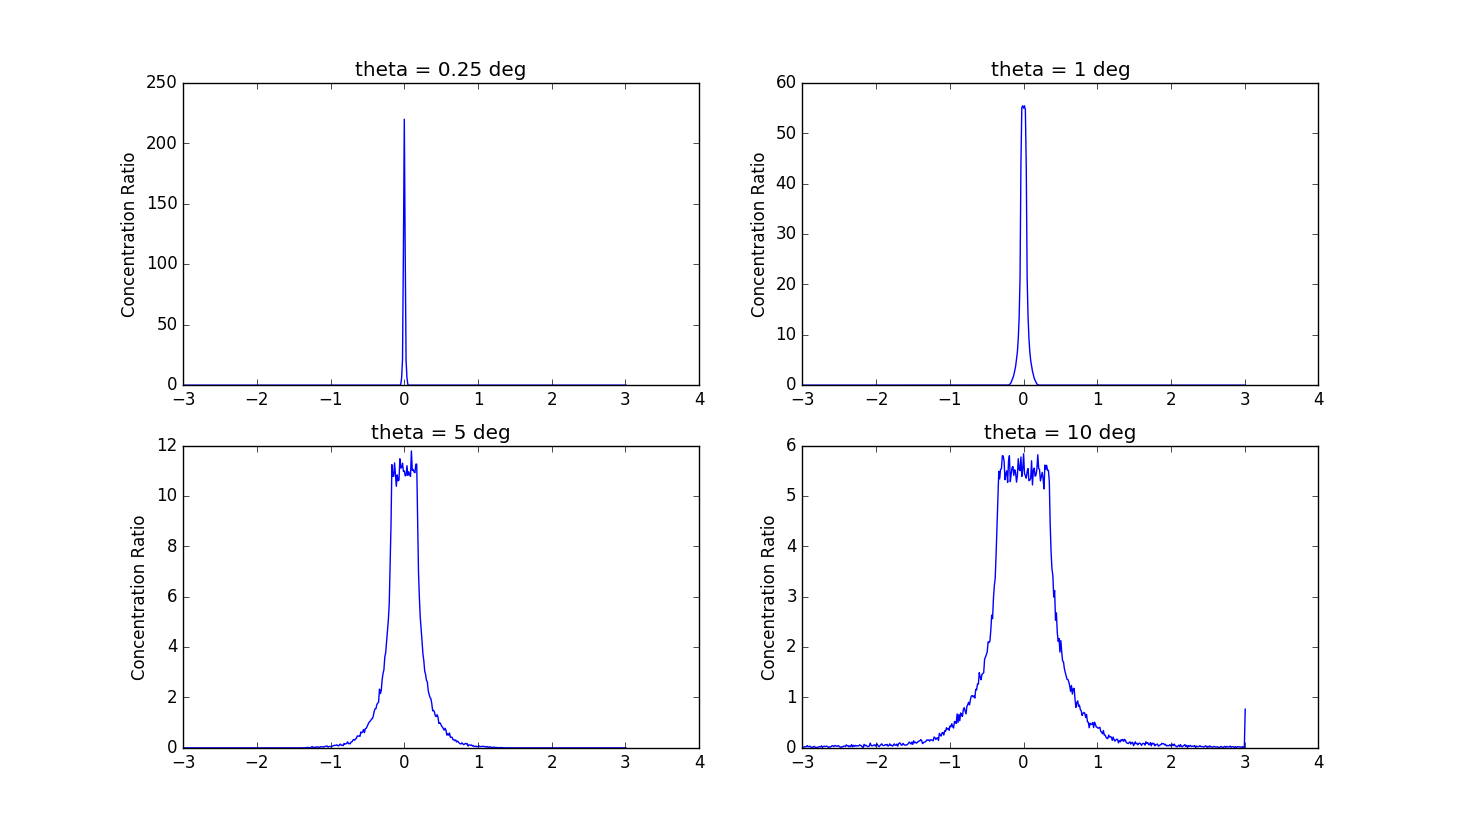 theta = 0.25 deg
250
200
150
100
50
0
Concentration Ratio
−3 −2 −1 0 1 2 3 4
theta = 1 deg
60
50
40
30
20
10
0
Concentration Ratio
−3 −2 −1 0 1 2 3 4
theta = 5 deg
12
10
8
6
4
2
0
Concentration Ratio
−3 −2 −1 0 1 2 3 4
theta = 10 deg
6
5
4
3
2
1
0
Concentration Ratio
−3 −2 −1 0 1 2 3 4